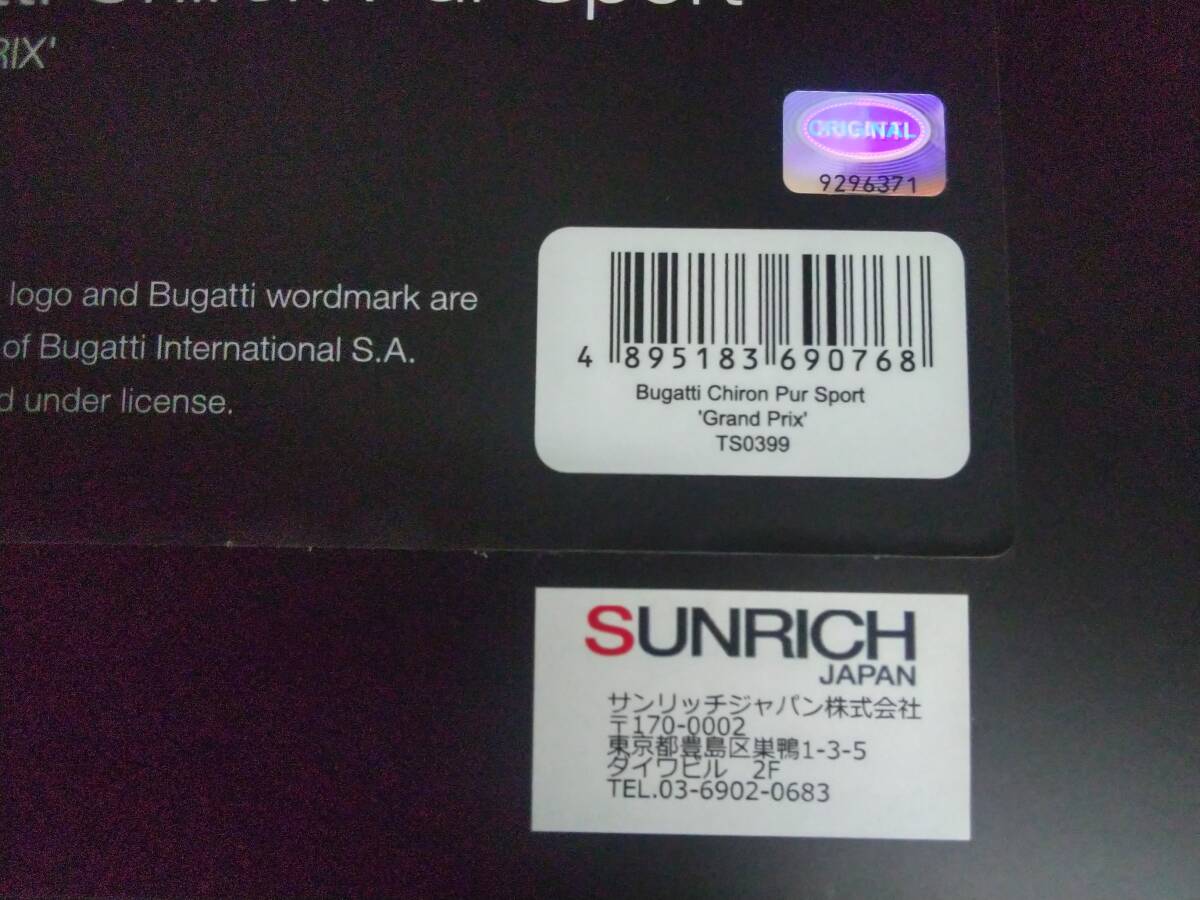 Chiron Pur Sport
RIX'
ORIGINAL
9296371
logo and Bugatti wordmark are
of Bugatti International S.A.
under license.
4 895183 690768
Bugatti Chiron Pur Sport
'Grand Prix'
TS0399
SUNRICH
JAPAN
サンリッチジャパン株式会社
〒170-0002
東京都豊島区巣鴨1-3-5
ダイワビル 2F
TEL.03-6902-0683